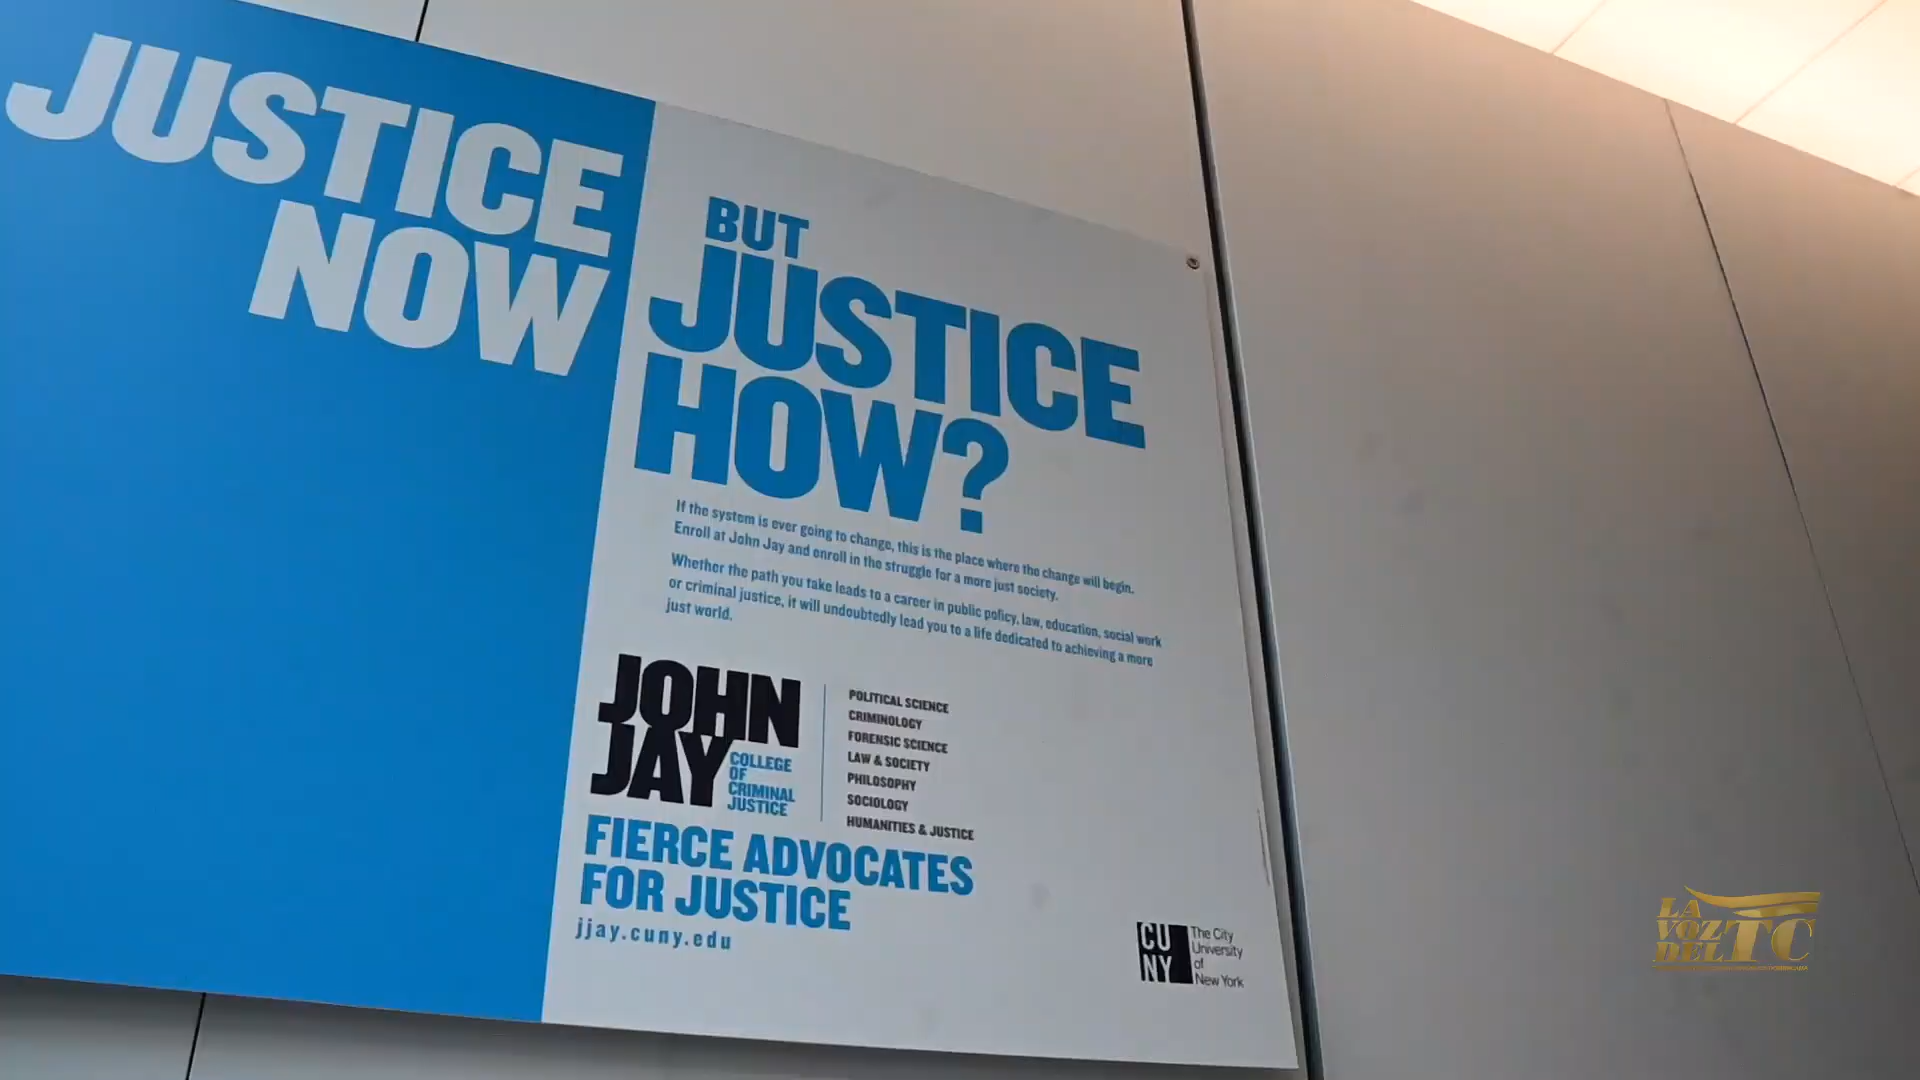 JUSTICE
NOW
BUT
JUSTICE
HOW?
If the system is ever going to change, this is the place where the change will begin.
Enroll at John Jay and enroll in the struggle for a more just society.
Whether the path you take leads to a career in public policy, law, education, social work
or criminal justice, it will undoubtedly lead you to a life dedicated to achieving a more
just world.
JOHN
JAY
COLLEGE
OF
CRIMINAL
JUSTICE
POLITICAL SCIENCE
CRIMINOLOGY
FORENSIC SCIENCE
LAW & SOCIETY
PHILOSOPHY
SOCIOLOGY
HUMANITIES & JUSTICE
FIERCE ADVOCATES
FOR JUSTICE
jjay.cuny.edu
CU
NY
The City
University
of
New York
LA
VOZ
DEL TC